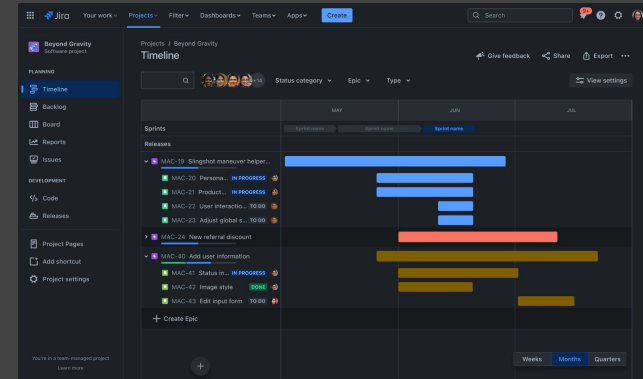 Jira
Your work
Projects
Filter
Dashboards
Teams
Apps
Create
Search
9+
Beyond Gravity
Software project
PLANNING
Timeline
Backlog
Board
Reports
Issues
DEVELOPMENT
Code
Releases
Project Pages
Add shortcut
Project settings
You're in a team-managed project
Learn more
Projects / Beyond Gravity
Timeline
Give feedback
Share
Export
+14
Status category
Epic
Type
View settings
MAY JUN JUL
Sprints
Sprint name Sprint name Sprint name
Releases
MAC-19 Slingshot maneuver helper...
MAC-20 Persona... IN PROGRESS
MAC-21 Product... IN PROGRESS
MAC-22 User interactio... TO DO
MAC-23 Adjust global s... TO DO
MAC-24 New referral discount
MAC-40 Add user information
MAC-41 Status in... IN PROGRESS
MAC-42 Image style DONE
MAC-43 Edit input form TO DO
Create Epic
Weeks Months Quarters